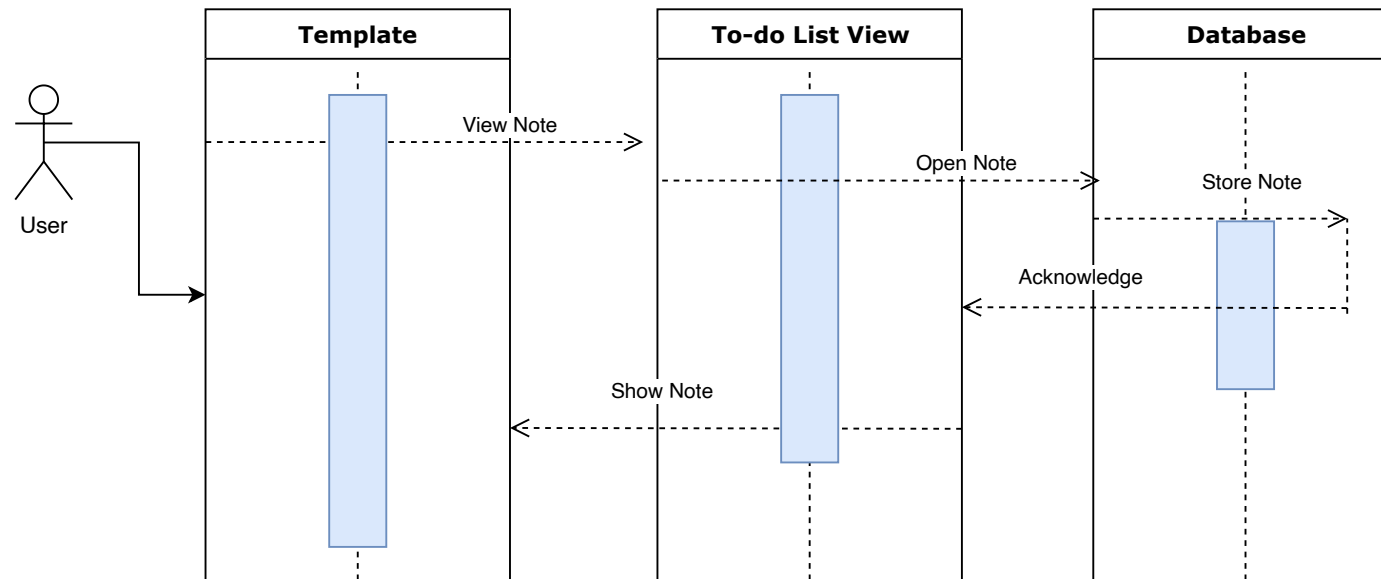 Template
To-do List View
Database
View Note
Open Note
Store Note
User
Acknowledge
Show Note